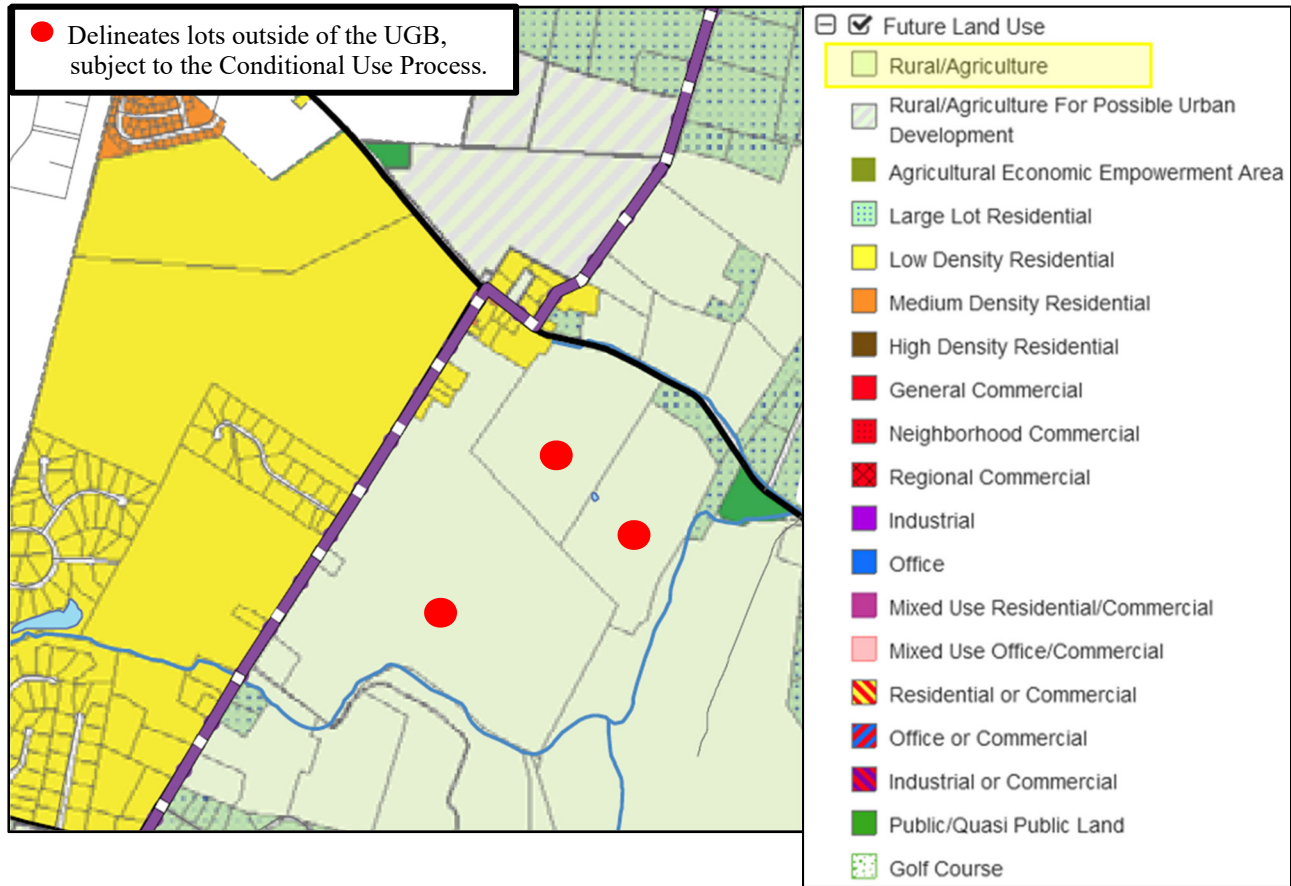 Delineates lots outside of the UGB,
subject to the Conditional Use Process.
Future Land Use
Rural/Agriculture
Rural/Agriculture For Possible Urban
Development
Agricultural Economic Empowerment Area
Large Lot Residential
Low Density Residential
Medium Density Residential
High Density Residential
General Commercial
Neighborhood Commercial
Regional Commercial
Industrial
Office
Mixed Use Residential/Commercial
Mixed Use Office/Commercial
Residential or Commercial
Office or Commercial
Industrial or Commercial
Public/Quasi Public Land
Golf Course